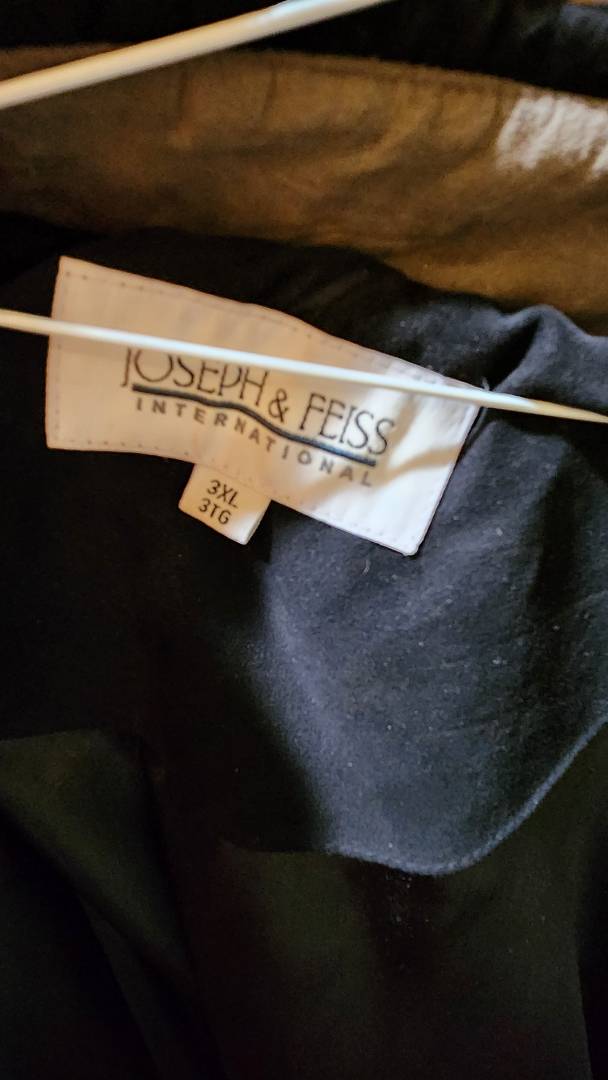 JOSEPH & FEISS
INTERNATIONAL
3XL
3TG